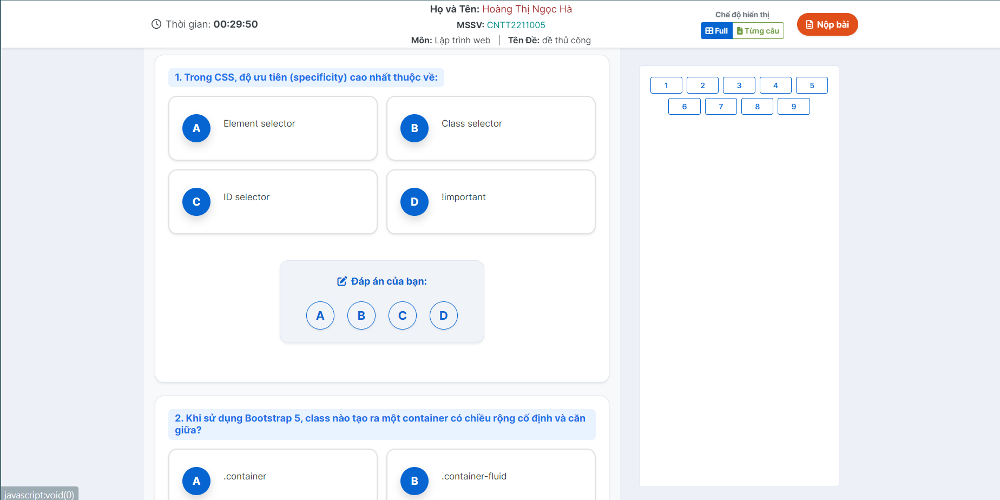 Thời gian: 00:29:50
Họ và Tên: Hoàng Thị Ngọc Hà
MSSV: CNTT2211005
Môn: Lập trình web | Tên Đề: đề thủ công
Chế độ hiển thị
Full
Từng câu
Nộp bài
1. Trong CSS, độ ưu tiên (specificity) cao nhất thuộc về:
A
Element selector
B
Class selector
C
ID selector
D
!important
Đáp án của bạn:
A B C D
2. Khi sử dụng Bootstrap 5, class nào tạo ra một container có chiều rộng cố định và căn
giữa?
A
.container
B
.container-fluid
1 2 3 4 5
6 7 8 9
javascript:void(0)